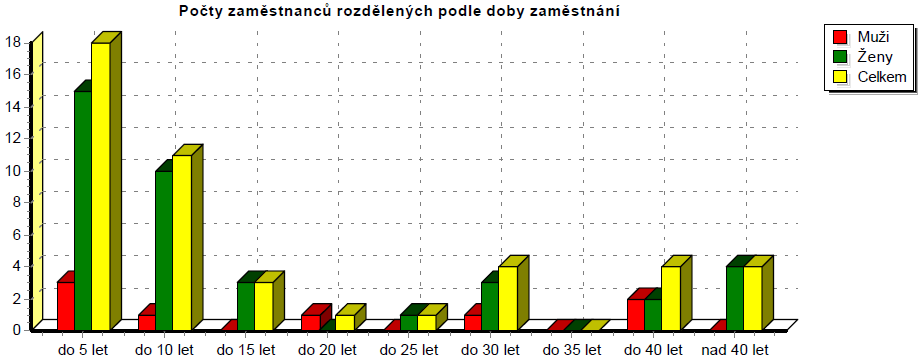 Počty zaměstnanců rozdělených podle doby zaměstnání
Muži
Ženy
Celkem
18
16
14
12
10
8
6
4
2
0
do 5 let do 10 let do 15 let do 20 let do 25 let do 30 let do 35 let do 40 let nad 40 let